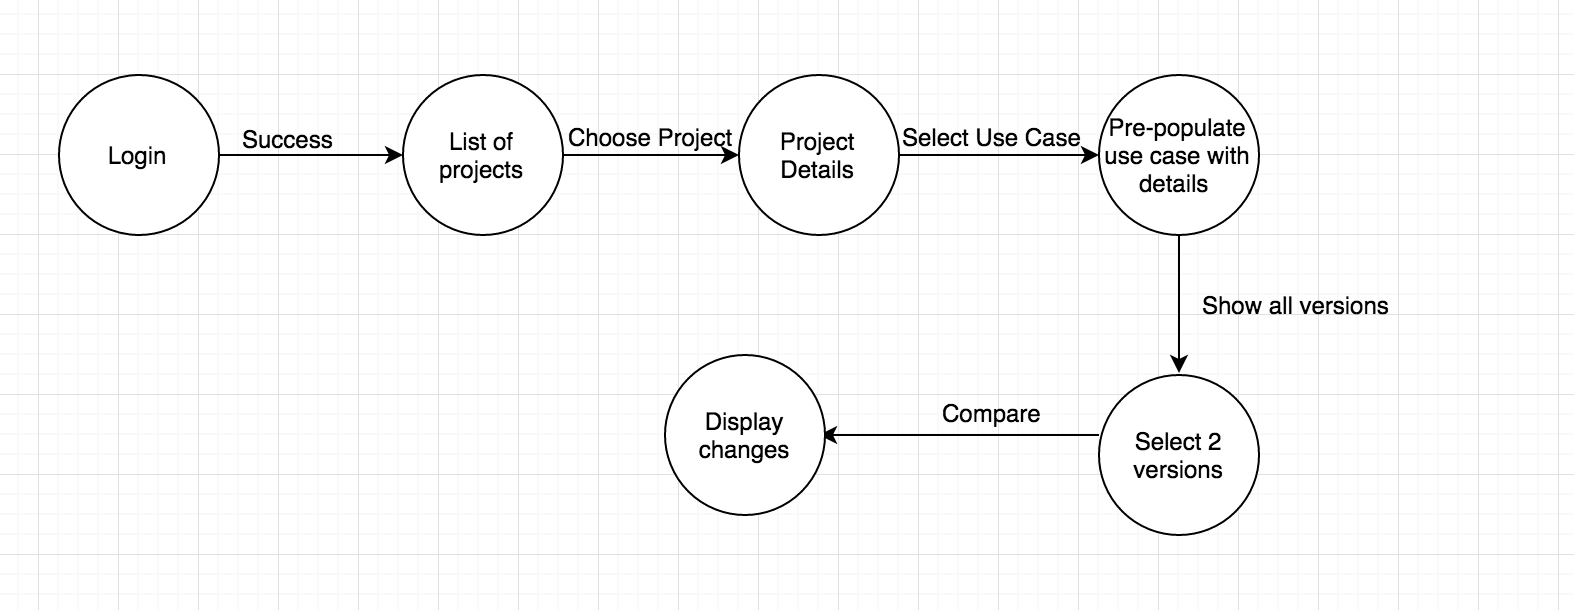 Login
Success
List of
projects
Choose Project
Project
Details
Select Use Case
Pre-populate
use case with
details
Show all versions
Select 2
versions
Compare
Display
changes